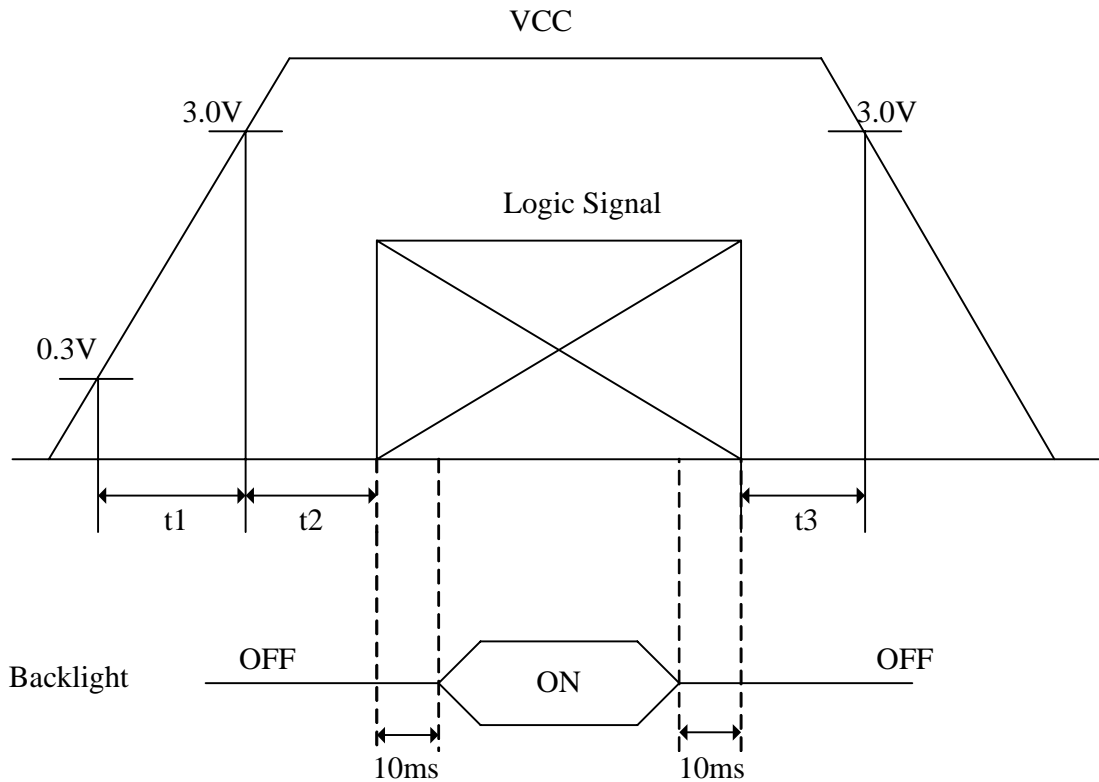 VCC
3.0V
3.0V
Logic Signal
0.3V
t1
t2
t3
Backlight
OFF
ON
OFF
10ms
10ms